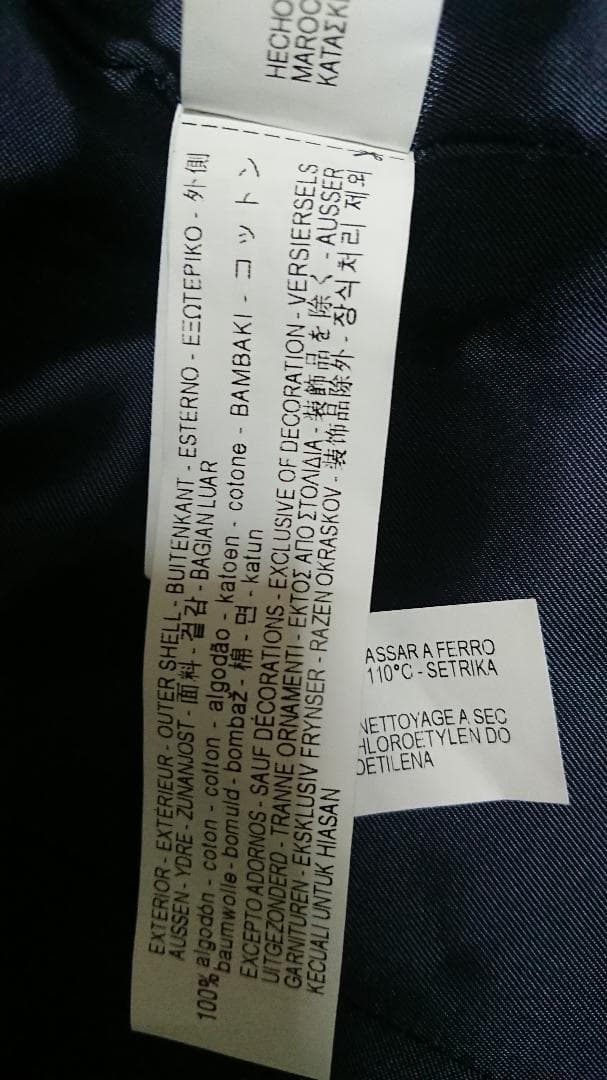 HECHO
MAROC
ΚΑΤΑΣΚ
EXTERIOR - EXTÉRIEUR - OUTER SHELL - BUITENKANT - ESTERNO - ΕΞΩΤΕΡΙΚΟ - 外側
AUSSEN - YDRE - ZUNANJOST - 面料 - 겉감 - BAGIAN LUAR
100% algodón - coton - cotton - algodão - katoen - cotone - BAMBAKI - コットン
baumwolle - bomuld - bombaž - 棉 - 면 - katun
EXCEPTO ADORNOS - SAUF DÉCORATIONS - EXCLUSIVE OF DECORATION - VERSIERSELS
UITGEZONDERD - TRANNE ORNAMENTI - ΕΚΤΟΣ ΑΠΟ ΣΤΟΛΙΔΙΑ - 装飾品を除く - AUSSER
GARNITUREN - EKSKLUSIV FRYNSER - RAZEN OKRASKOV - 装饰品除外 - 장식 처리 제외
KECUALI UNTUK HIASAN
ASSAR A FERRO
110°C - SETRIKA
NETTOYAGE A SEC
HLOROETYLEN DO
OETILENA